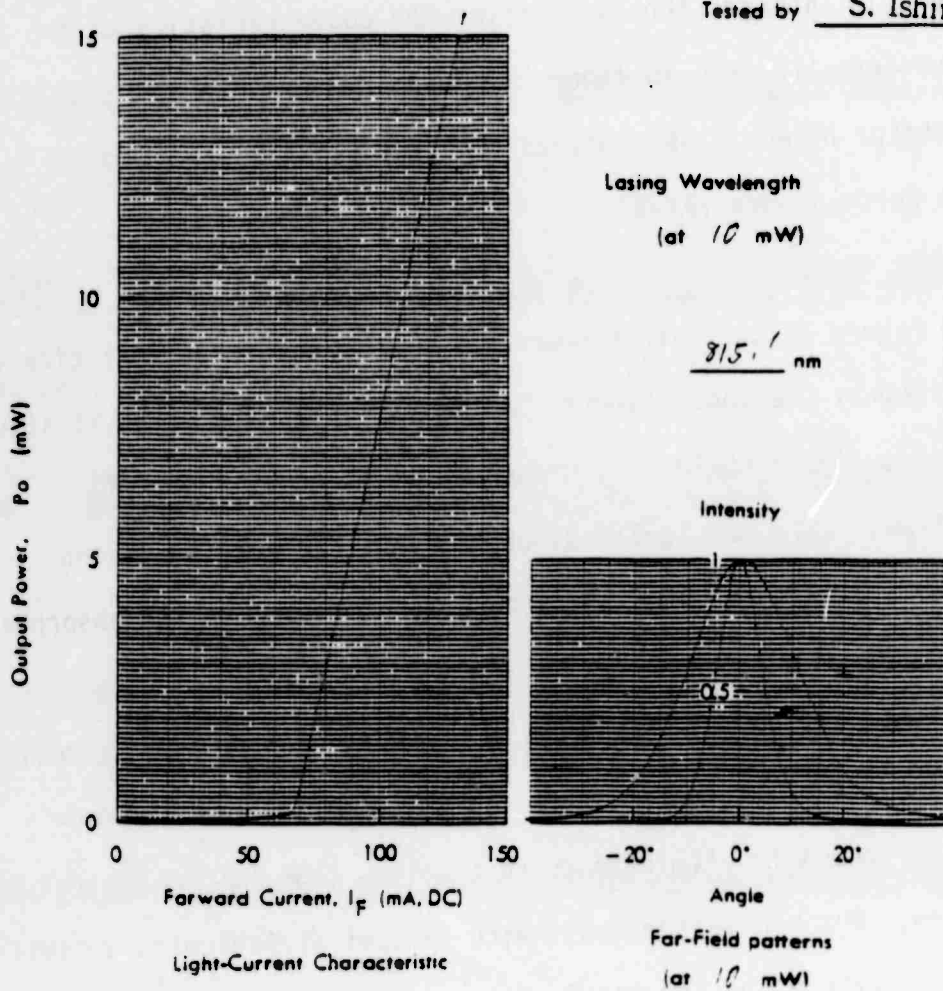 Tested by S. Ishi
15
10
5
0
Output Power. Po (mW)
0 50 100 150
Farward Current. I_F (mA, DC)
Light-Current Characteristic
Lasing Wavelength
(at 10 mW)
815.1 nm
Intensity
1
0.5
-20° 0° 20°
Angle
Far-Field patterns
(at 10 mW)